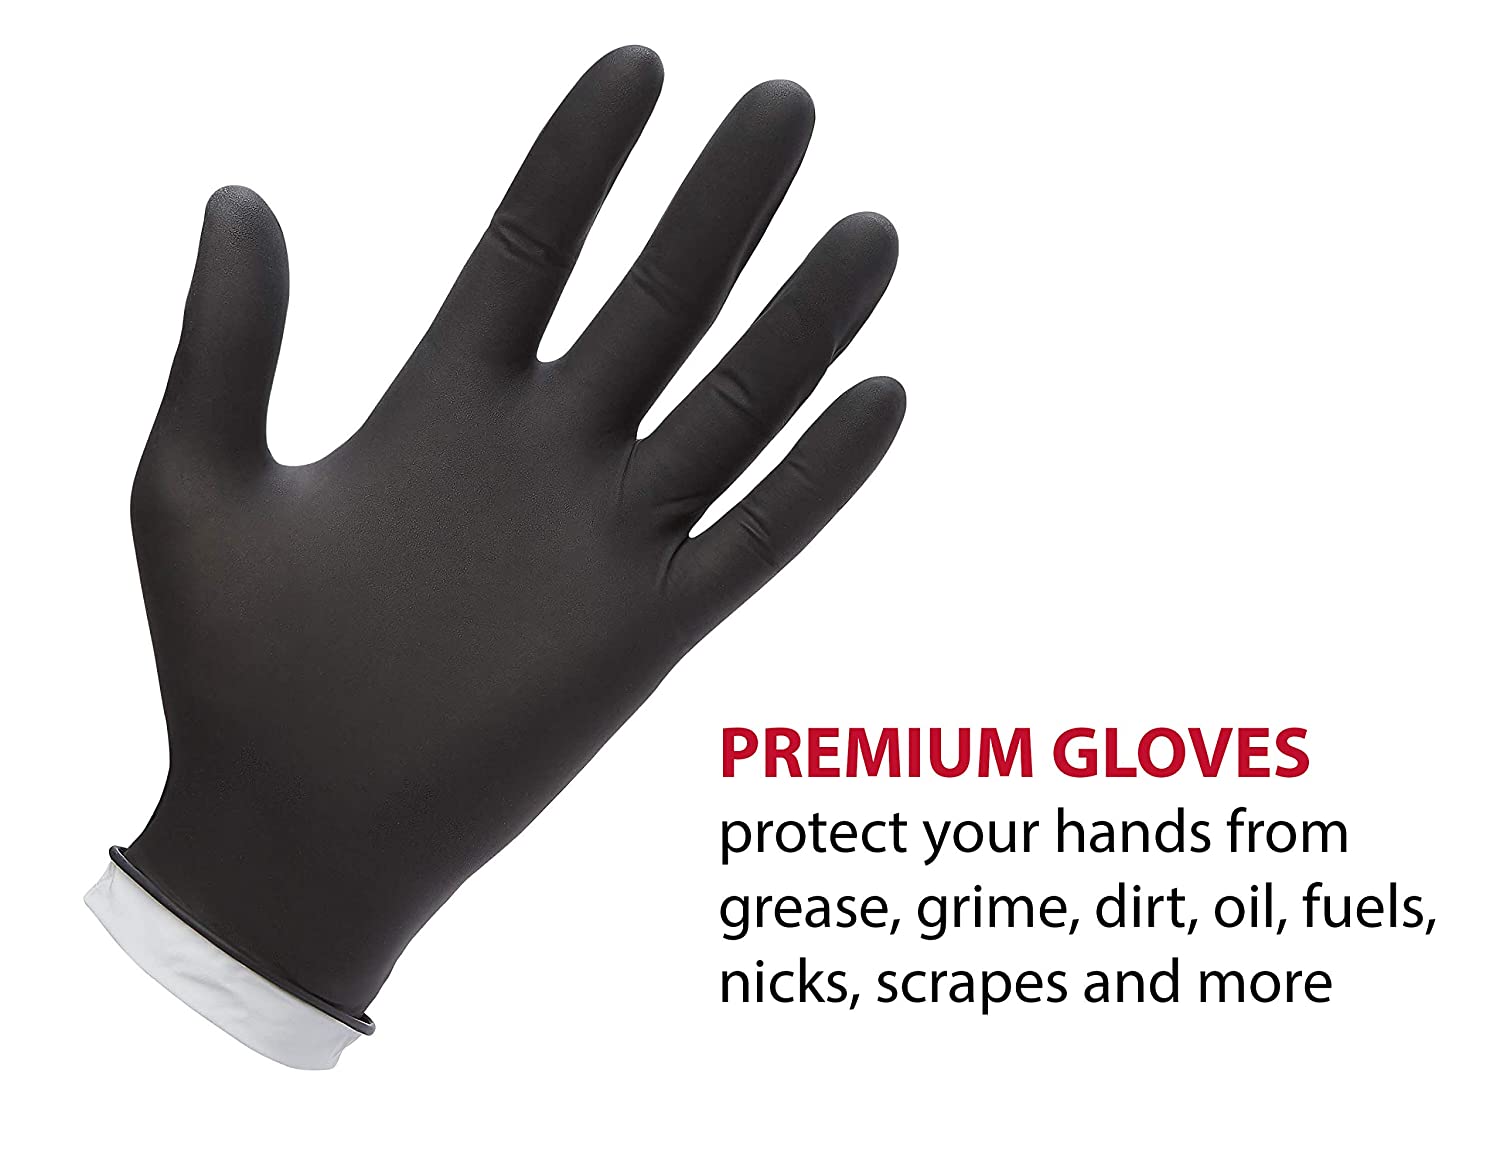 PREMIUM GLOVES
protect your hands from
grease, grime, dirt, oil, fuels,
nicks, scrapes and more